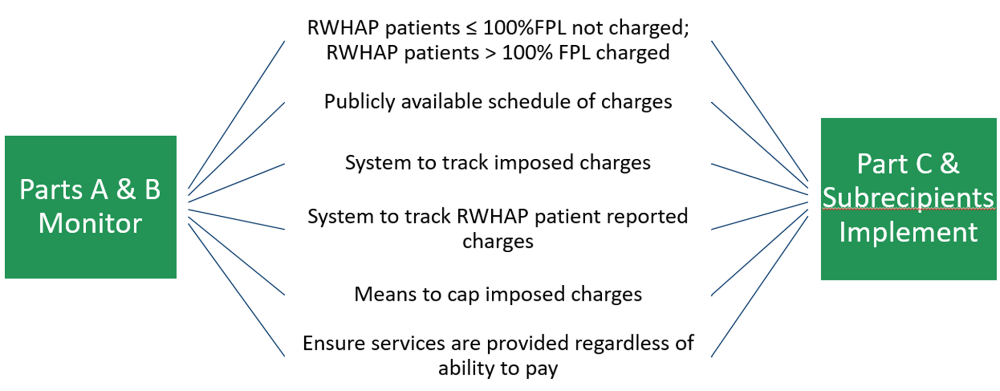 Parts A & B
Monitor
RWHAP patients ≤ 100%FPL not charged;
RWHAP patients > 100% FPL charged
Publicly available schedule of charges
System to track imposed charges
System to track RWHAP patient reported
charges
Means to cap imposed charges
Ensure services are provided regardless of
ability to pay
Part C &
Subrecipients
Implement